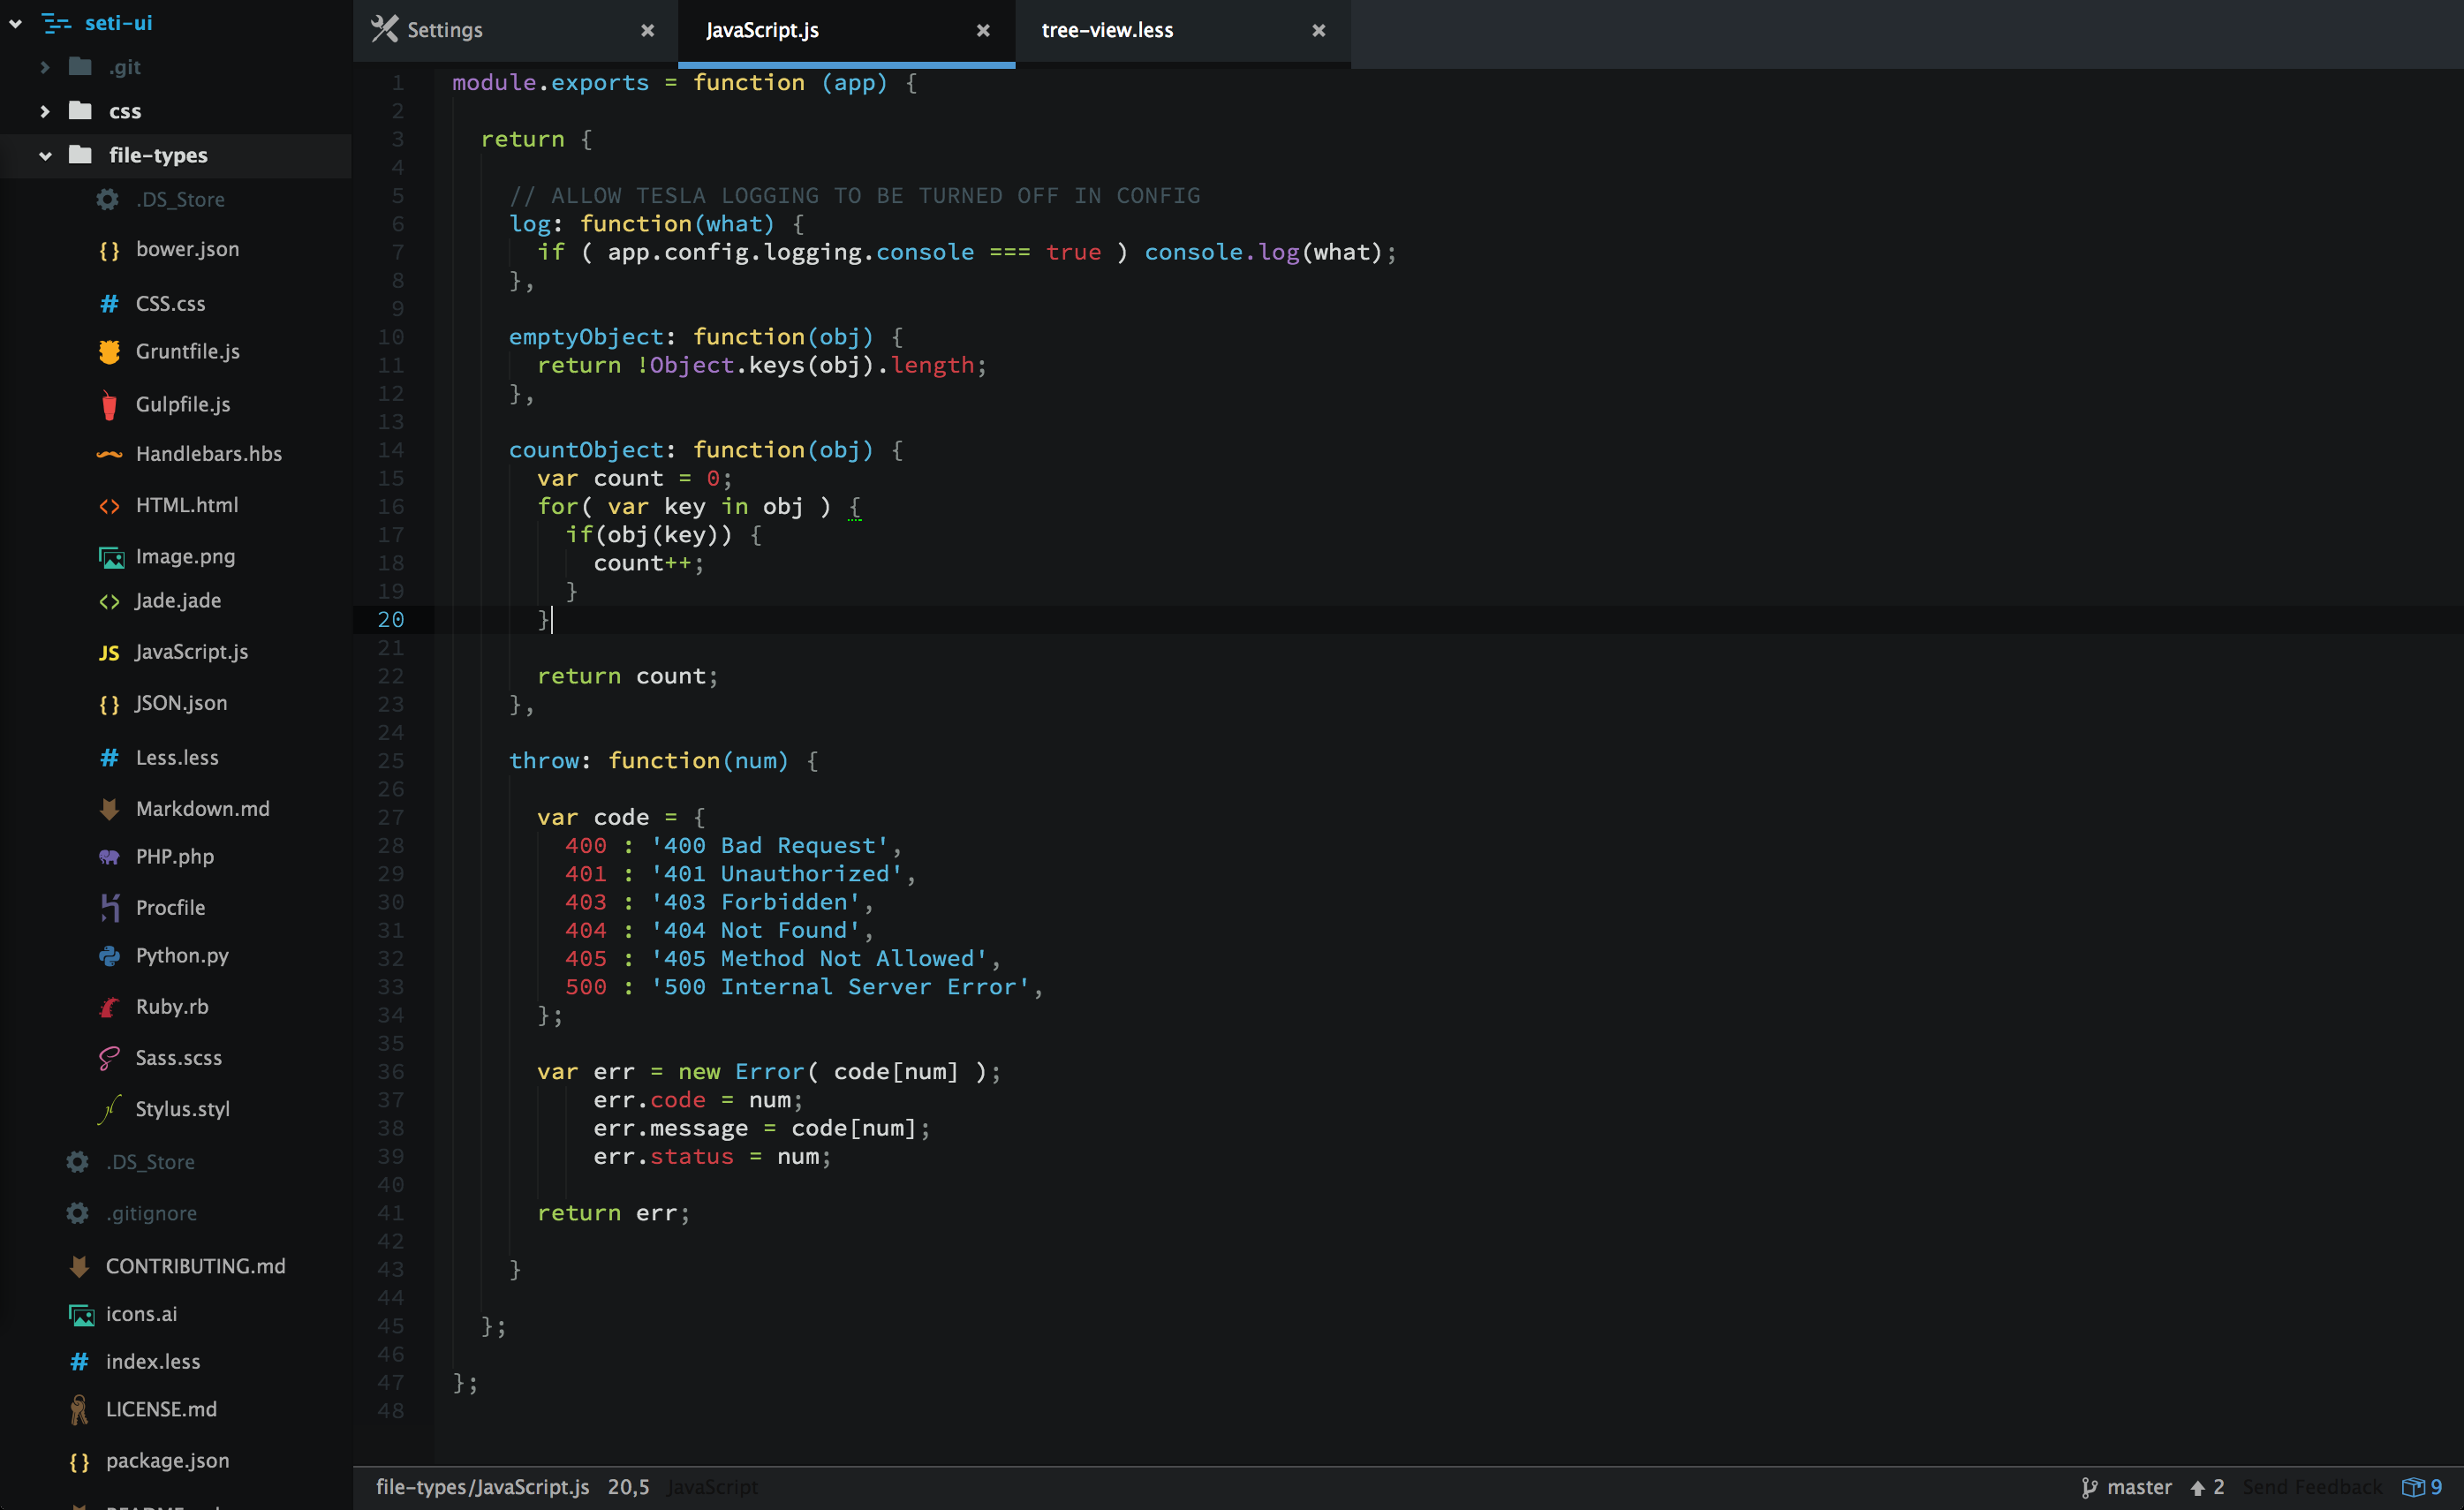 seti-ui
.git
css
file-types
.DS_Store
bower.json
CSS.css
Gruntfile.js
Gulpfile.js
Handlebars.hbs
HTML.html
Image.png
Jade.jade
JS JavaScript.js
JSON.json
Less.less
Markdown.md
PHP.php
Procfile
Python.py
Ruby.rb
Sass.scss
Stylus.styl
.DS_Store
.gitignore
CONTRIBUTING.md
icons.ai
index.less
LICENSE.md
package.json
Settings × JavaScript.js × tree-view.less ×
1 module.exports = function (app) {
2
3 return {
4
5 // ALLOW TESLA LOGGING TO BE TURNED OFF IN CONFIG
6 log: function(what) {
7 if ( app.config.logging.console === true ) console.log(what);
8 },
9
10 emptyObject: function(obj) {
11 return !Object.keys(obj).length;
12 },
13
14 countObject: function(obj) {
15 var count = 0;
16 for( var key in obj ) {
17 if(obj(key)) {
18 count++;
19 }
20 }
21
22 return count;
23 },
24
25 throw: function(num) {
26
27 var code = {
28 400 : '400 Bad Request',
29 401 : '401 Unauthorized',
30 403 : '403 Forbidden',
31 404 : '404 Not Found',
32 405 : '405 Method Not Allowed',
33 500 : '500 Internal Server Error',
34 };
35
36 var err = new Error( code[num] );
37 err.code = num;
38 err.message = code[num];
39 err.status = num;
40
41 return err;
42
43 }
44
45 };
46
47 };
48
file-types/JavaScript.js 20,5 JavaScript
master 2 Send Feedback 9